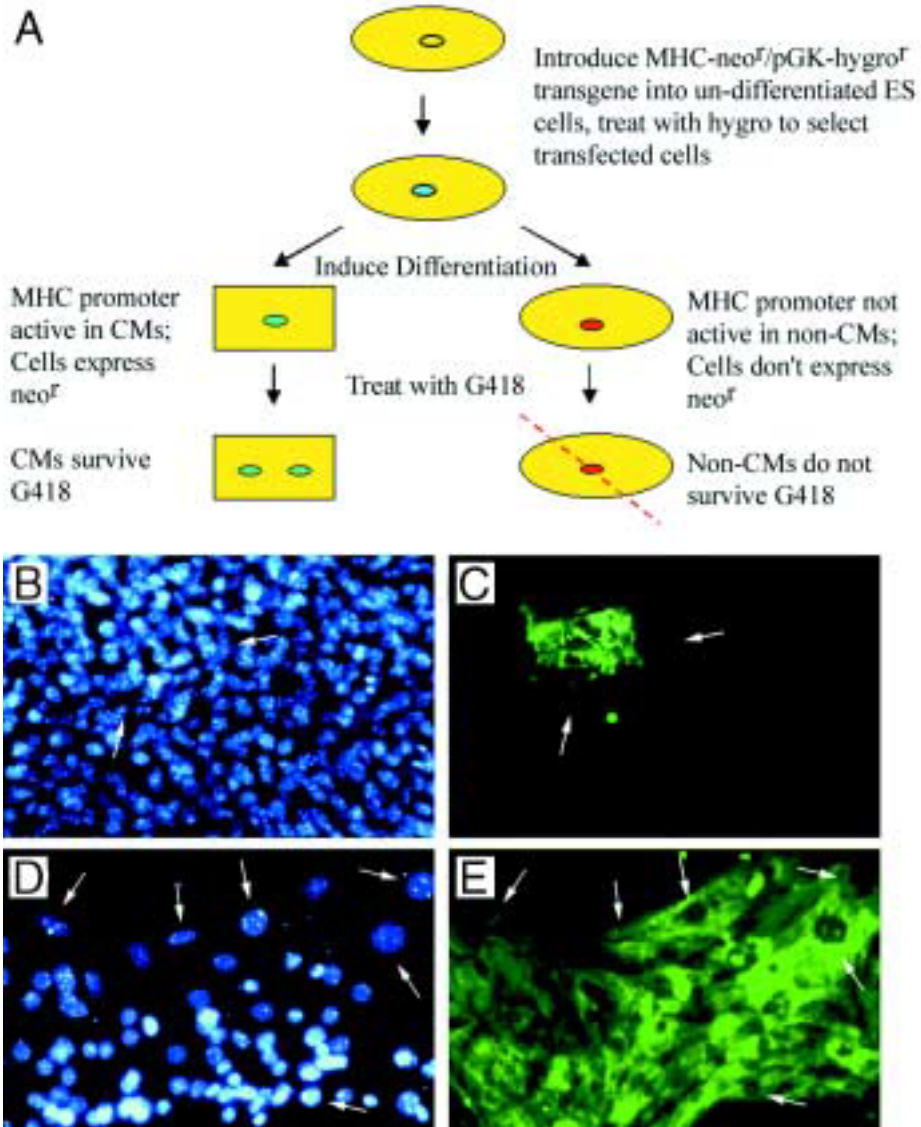 A
Introduce MHC-neoʳ/pGK-hygroʳ
transgene into un-differentiated ES
cells, treat with hygro to select
transfected cells
Induce Differentiation
MHC promoter
active in CMs;
Cells express
neoʳ
MHC promoter not
active in non-CMs;
Cells don't express
neoʳ
Treat with G418
CMs survive
G418
Non-CMs do not
survive G418
B
C
D
E